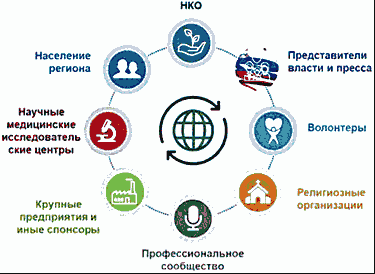 НКО
Население
региона
Представители
власти и пресса
Научные
медицинские
исследователь
ские центры
Волонтеры
Крупные
предприятия и
иные спонсоры
Религиозные
организации
Профессиональное
сообщество